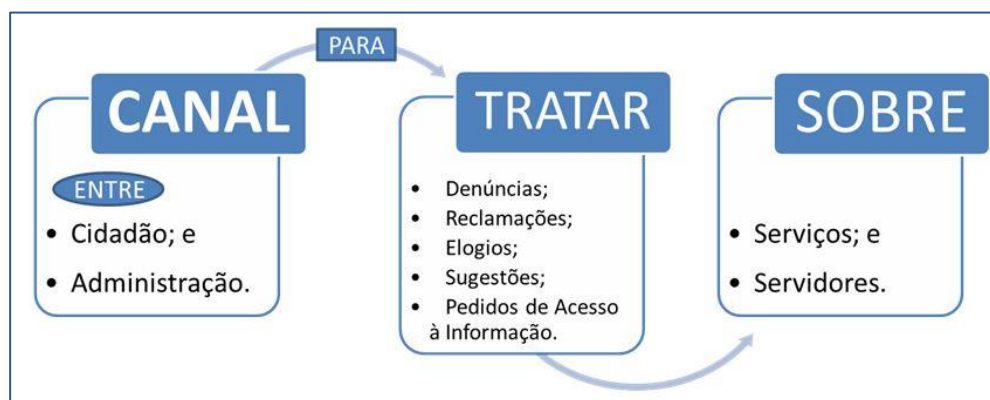 PARA
CANAL
ENTRE
• Cidadão; e
• Administração.
TRATAR
• Denúncias;
• Reclamações;
• Elogios;
• Sugestões;
• Pedidos de Acesso
à Informação.
SOBRE
• Serviços; e
• Servidores.